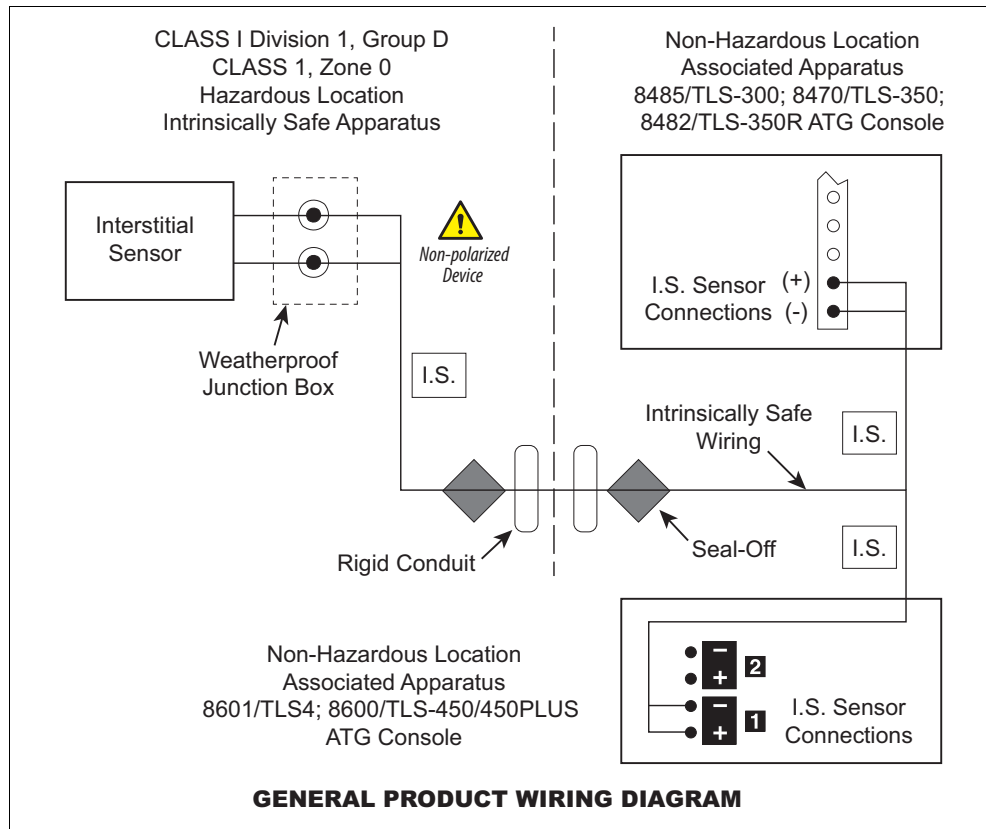 CLASS I Division 1, Group D
CLASS 1, Zone 0
Hazardous Location
Intrinsically Safe Apparatus
Non-Hazardous Location
Associated Apparatus
8485/TLS-300; 8470/TLS-350;
8482/TLS-350R ATG Console
Interstitial
Sensor
!
Non-polarized
Device
I.S. Sensor (+)
Connections (-)
Weatherproof
Junction Box
I.S.
Intrinsically Safe
Wiring
I.S.
Rigid Conduit
Seal-Off
I.S.
Non-Hazardous Location
Associated Apparatus
8601/TLS4; 8600/TLS-450/450PLUS
ATG Console
−
+
2
−
+
1
I.S. Sensor
Connections
GENERAL PRODUCT WIRING DIAGRAM